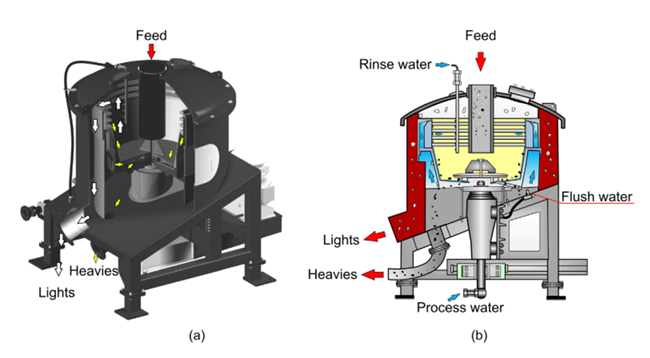 Feed
Heavies
Lights
(a)
Feed
Rinse water
Flush water
Lights
Heavies
Process water
(b)